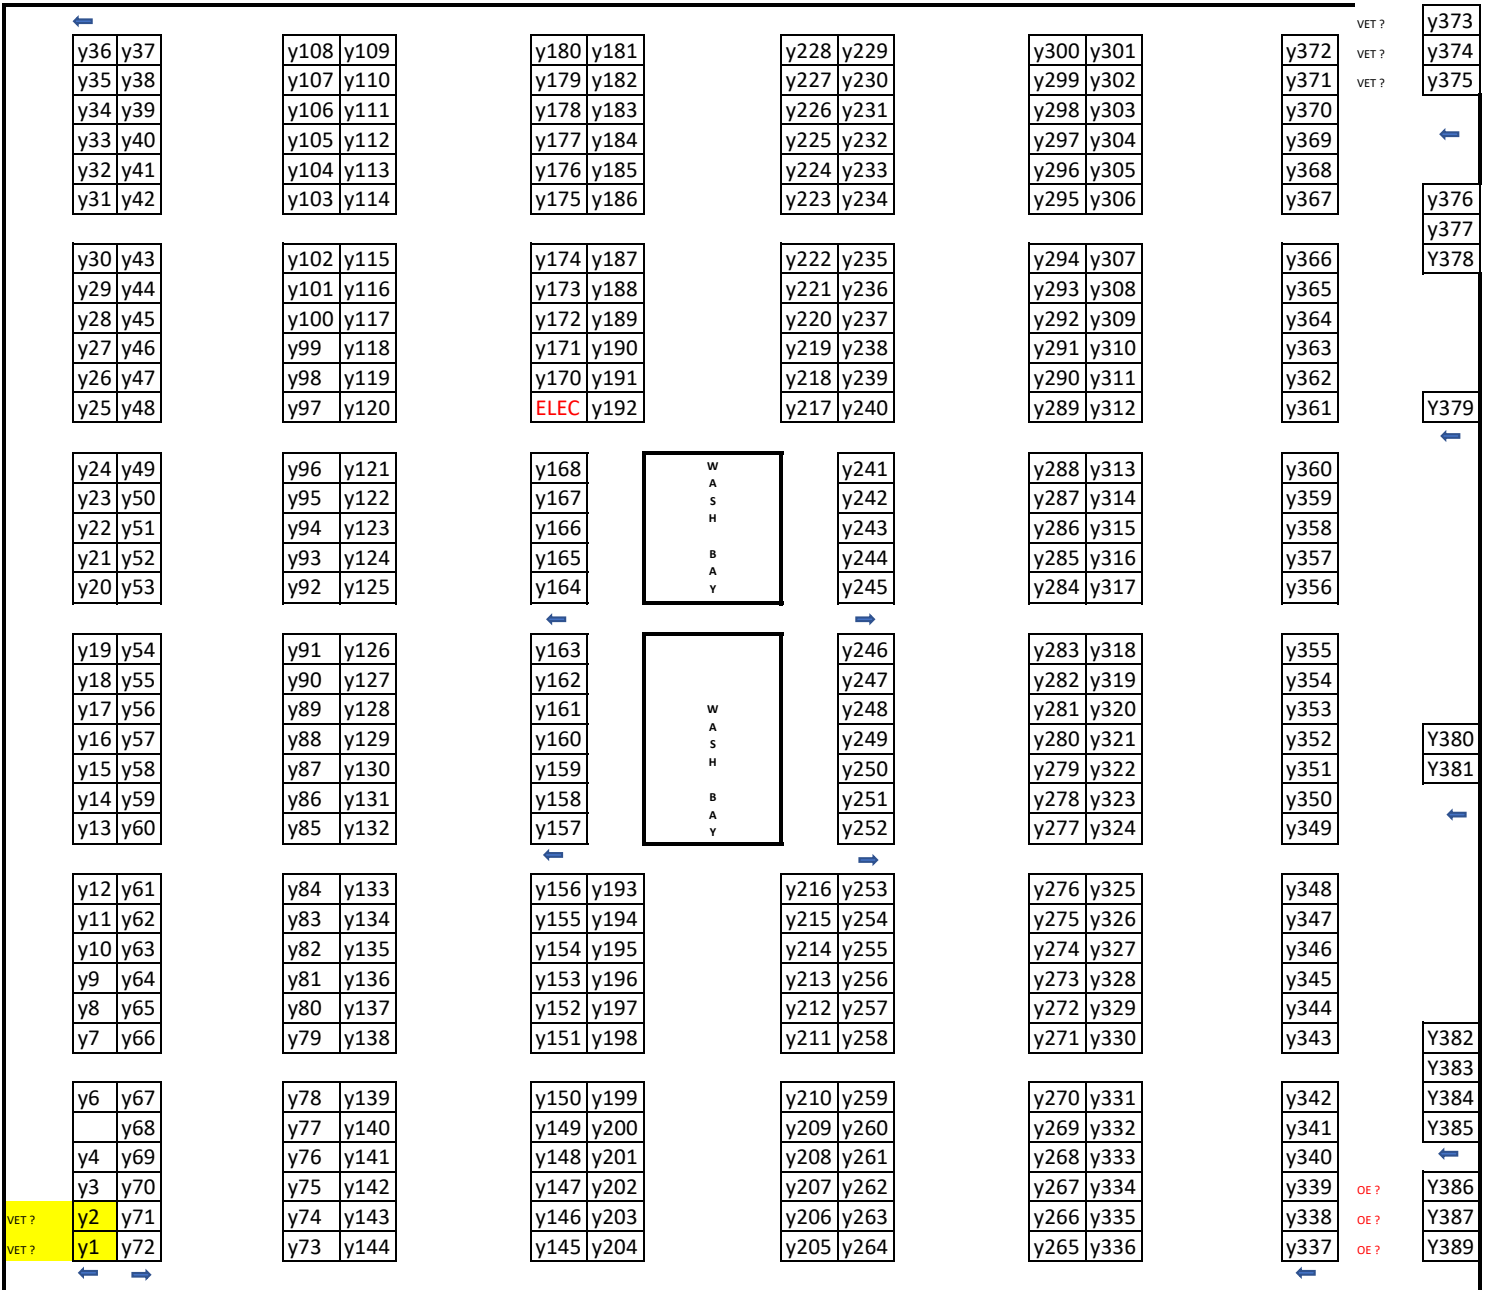 VET ? y373
y36 y37 y108 y109 y180 y181 y228 y229 y300 y301 y372 VET ? y374
y35 y38 y107 y110 y179 y182 y227 y230 y299 y302 y371 VET ? y375
y34 y39 y106 y111 y178 y183 y226 y231 y298 y303 y370
y33 y40 y105 y112 y177 y184 y225 y232 y297 y304 y369
y32 y41 y104 y113 y176 y185 y224 y233 y296 y305 y368
y31 y42 y103 y114 y175 y186 y223 y234 y295 y306 y367 y376
y377
y30 y43 y102 y115 y174 y187 y222 y235 y294 y307 y366 Y378
y29 y44 y101 y116 y173 y188 y221 y236 y293 y308 y365
y28 y45 y100 y117 y172 y189 y220 y237 y292 y309 y364
y27 y46 y99 y118 y171 y190 y219 y238 y291 y310 y363
y26 y47 y98 y119 y170 y191 y218 y239 y290 y311 y362
y25 y48 y97 y120 ELEC y192 y217 y240 y289 y312 y361 Y379
y24 y49 y96 y121 y168 WASH BAY y241 y288 y313 y360
y23 y50 y95 y122 y167 y242 y287 y314 y359
y22 y51 y94 y123 y166 y243 y286 y315 y358
y21 y52 y93 y124 y165 y244 y285 y316 y357
y20 y53 y92 y125 y164 y245 y284 y317 y356
y19 y54 y91 y126 y163 WASH BAY y246 y283 y318 y355
y18 y55 y90 y127 y162 y247 y282 y319 y354
y17 y56 y89 y128 y161 y248 y281 y320 y353
y16 y57 y88 y129 y160 y249 y280 y321 y352 Y380
y15 y58 y87 y130 y159 y250 y279 y322 y351 Y381
y14 y59 y86 y131 y158 y251 y278 y323 y350
y13 y60 y85 y132 y157 y252 y277 y324 y349
y12 y61 y84 y133 y156 y193 y216 y253 y276 y325 y348
y11 y62 y83 y134 y155 y194 y215 y254 y275 y326 y347
y10 y63 y82 y135 y154 y195 y214 y255 y274 y327 y346
y9 y64 y81 y136 y153 y196 y213 y256 y273 y328 y345
y8 y65 y80 y137 y152 y197 y212 y257 y272 y329 y344
y7 y66 y79 y138 y151 y198 y211 y258 y271 y330 y343 Y382
Y383
y6 y67 y78 y139 y150 y199 y210 y259 y270 y331 y342 Y384
y68 y77 y140 y149 y200 y209 y260 y269 y332 y341 Y385
y4 y69 y76 y141 y148 y201 y208 y261 y268 y333 y340
y3 y70 y75 y142 y147 y202 y207 y262 y267 y334 y339 OE ? Y386
VET ? y2 y71 y74 y143 y146 y203 y206 y263 y266 y335 y338 OE ? Y387
VET ? y1 y72 y73 y144 y145 y204 y205 y264 y265 y336 y337 OE ? Y389